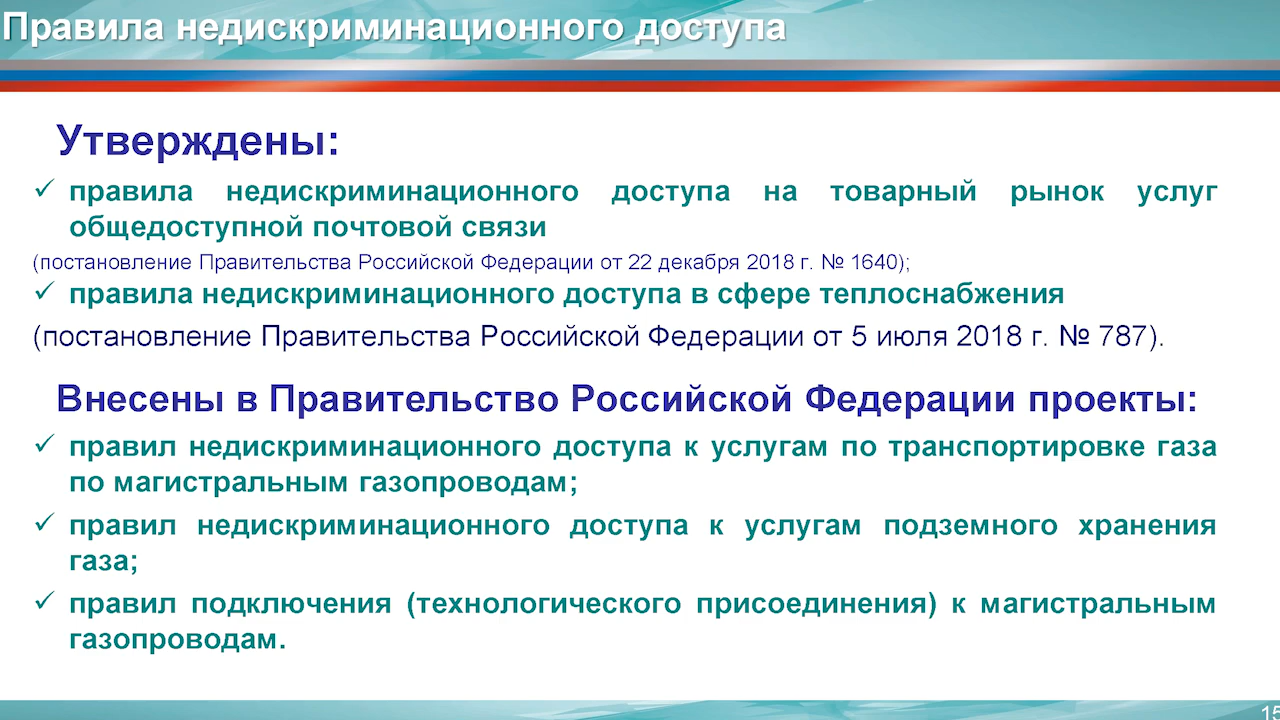 Правила недискриминационного доступа
Утверждены:
✓ правила недискриминационного доступа на товарный рынок услуг
общедоступной почтовой связи
(постановление Правительства Российской Федерации от 22 декабря 2018 г. № 1640);
✓ правила недискриминационного доступа в сфере теплоснабжения
(постановление Правительства Российской Федерации от 5 июля 2018 г. № 787).
Внесены в Правительство Российской Федерации проекты:
✓ правил недискриминационного доступа к услугам по транспортировке газа
по магистральным газопроводам;
✓ правил недискриминационного доступа к услугам подземного хранения
газа;
✓ правил подключения (технологического присоединения) к магистральным
газопроводам.
15